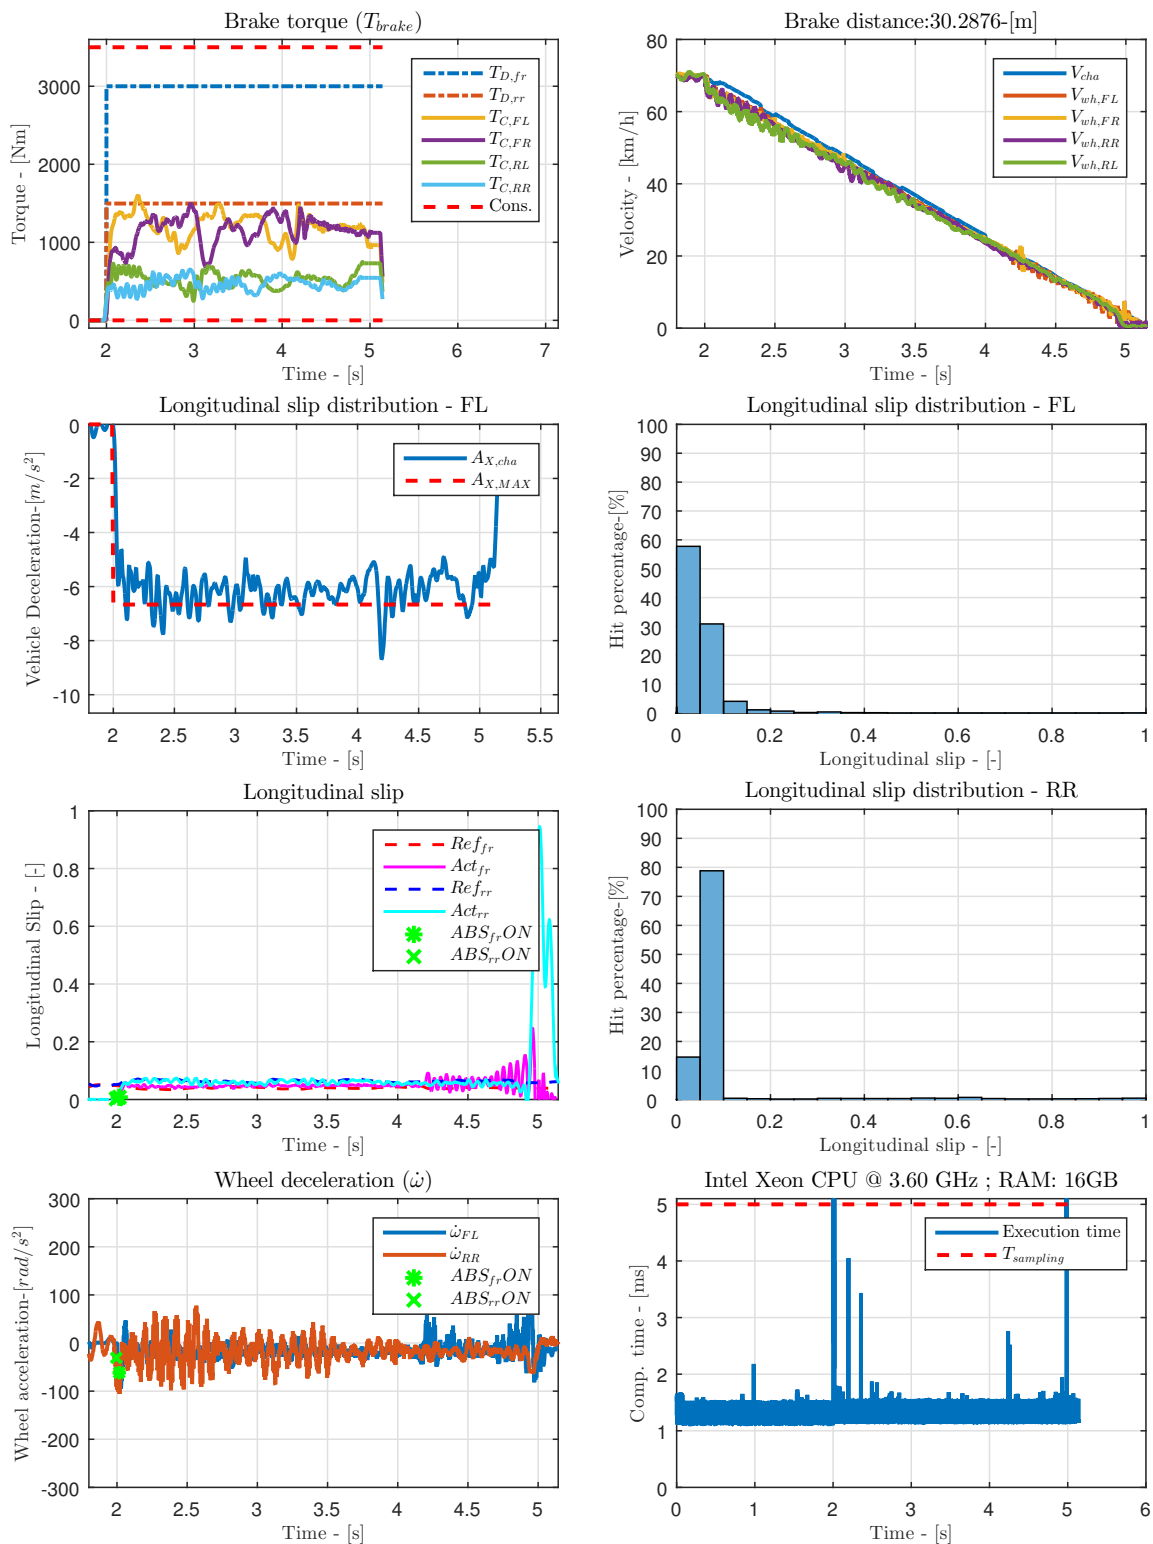 Brake torque (T_brake)
Torque - [Nm]
3000
2000
1000
0
2
3
4
5
6
7
Time - [s]
T_D,fr
T_D,rr
T_C,FL
T_C,FR
T_C,RL
T_C,RR
Cons.
Brake distance:30.2876-[m]
Velocity - [km/h]
80
60
40
20
0
2
2.5
3
3.5
4
4.5
5
Time - [s]
V_cha
V_wh,FL
V_wh,FR
V_wh,RR
V_wh,RL
Longitudinal slip distribution - FL
Vehicle Deceleration-[m/s²]
0
-2
-4
-6
-8
-10
2
2.5
3
3.5
4
4.5
5
5.5
Time - [s]
A_X,cha
A_X,MAX
Longitudinal slip distribution - FL
Hit percentage-[%]
100
90
80
70
60
50
40
30
20
10
0
0
0.2
0.4
0.6
0.8
1
Longitudinal slip - [-]
Longitudinal slip
Longitudinal Slip - [-]
1
0.8
0.6
0.4
0.2
0
2
2.5
3
3.5
4
4.5
5
Time - [s]
Ref_fr
Act_fr
Ref_rr
Act_rr
ABS_frON
ABS_rrON
Longitudinal slip distribution - RR
Hit percentage-[%]
100
90
80
70
60
50
40
30
20
10
0
0
0.2
0.4
0.6
0.8
1
Longitudinal slip - [-]
Wheel deceleration (ω̇)
Wheel acceleration-[rad/s²]
300
200
100
0
-100
-200
-300
2
2.5
3
3.5
4
4.5
5
Time - [s]
ω̇_FL
ω̇_RR
ABS_frON
ABS_rrON
Intel Xeon CPU @ 3.60 GHz ; RAM: 16GB
Comp. time - [ms]
5
4
3
2
1
0
0
1
2
3
4
5
6
Time - [s]
Execution time
T_sampling